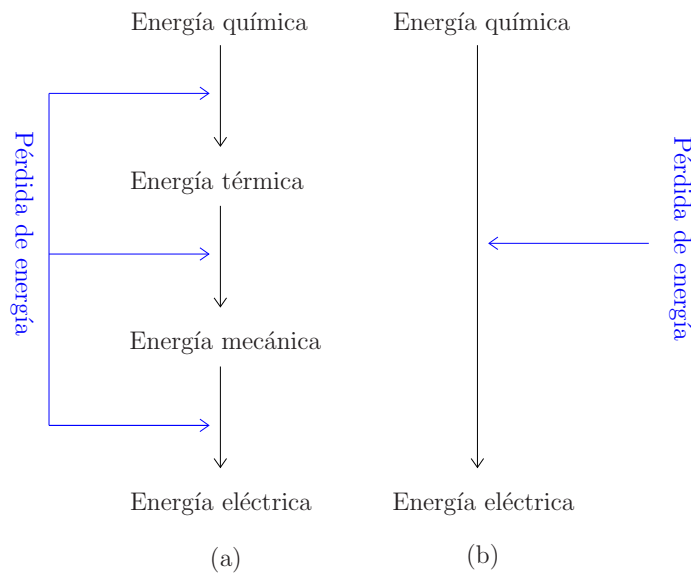 Energía química
Energía química
Pérdida de energía
Pérdida de energía
Energía térmica
Energía mecánica
Energía eléctrica
Energía eléctrica
(a)
(b)